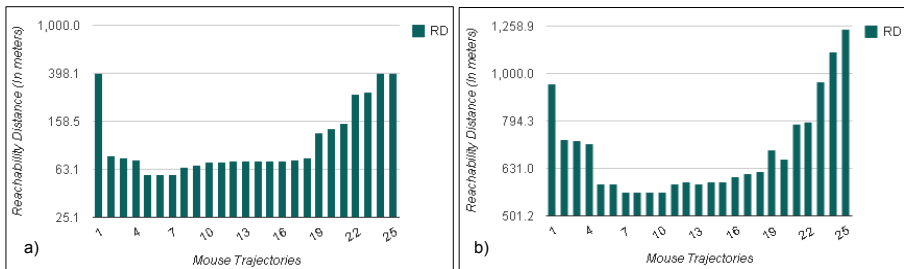 1,000.0
398.1
158.5
63.1
25.1
Reachability Distance (In meters)
RD
1 4 7 10 13 16 19 22 25
Mouse Trajectories
a)
1,258.9
1,000.0
794.3
631.0
501.2
Reachability Distance (In meters)
RD
1 4 7 10 13 16 19 22 25
Mouse Trajectories
b)